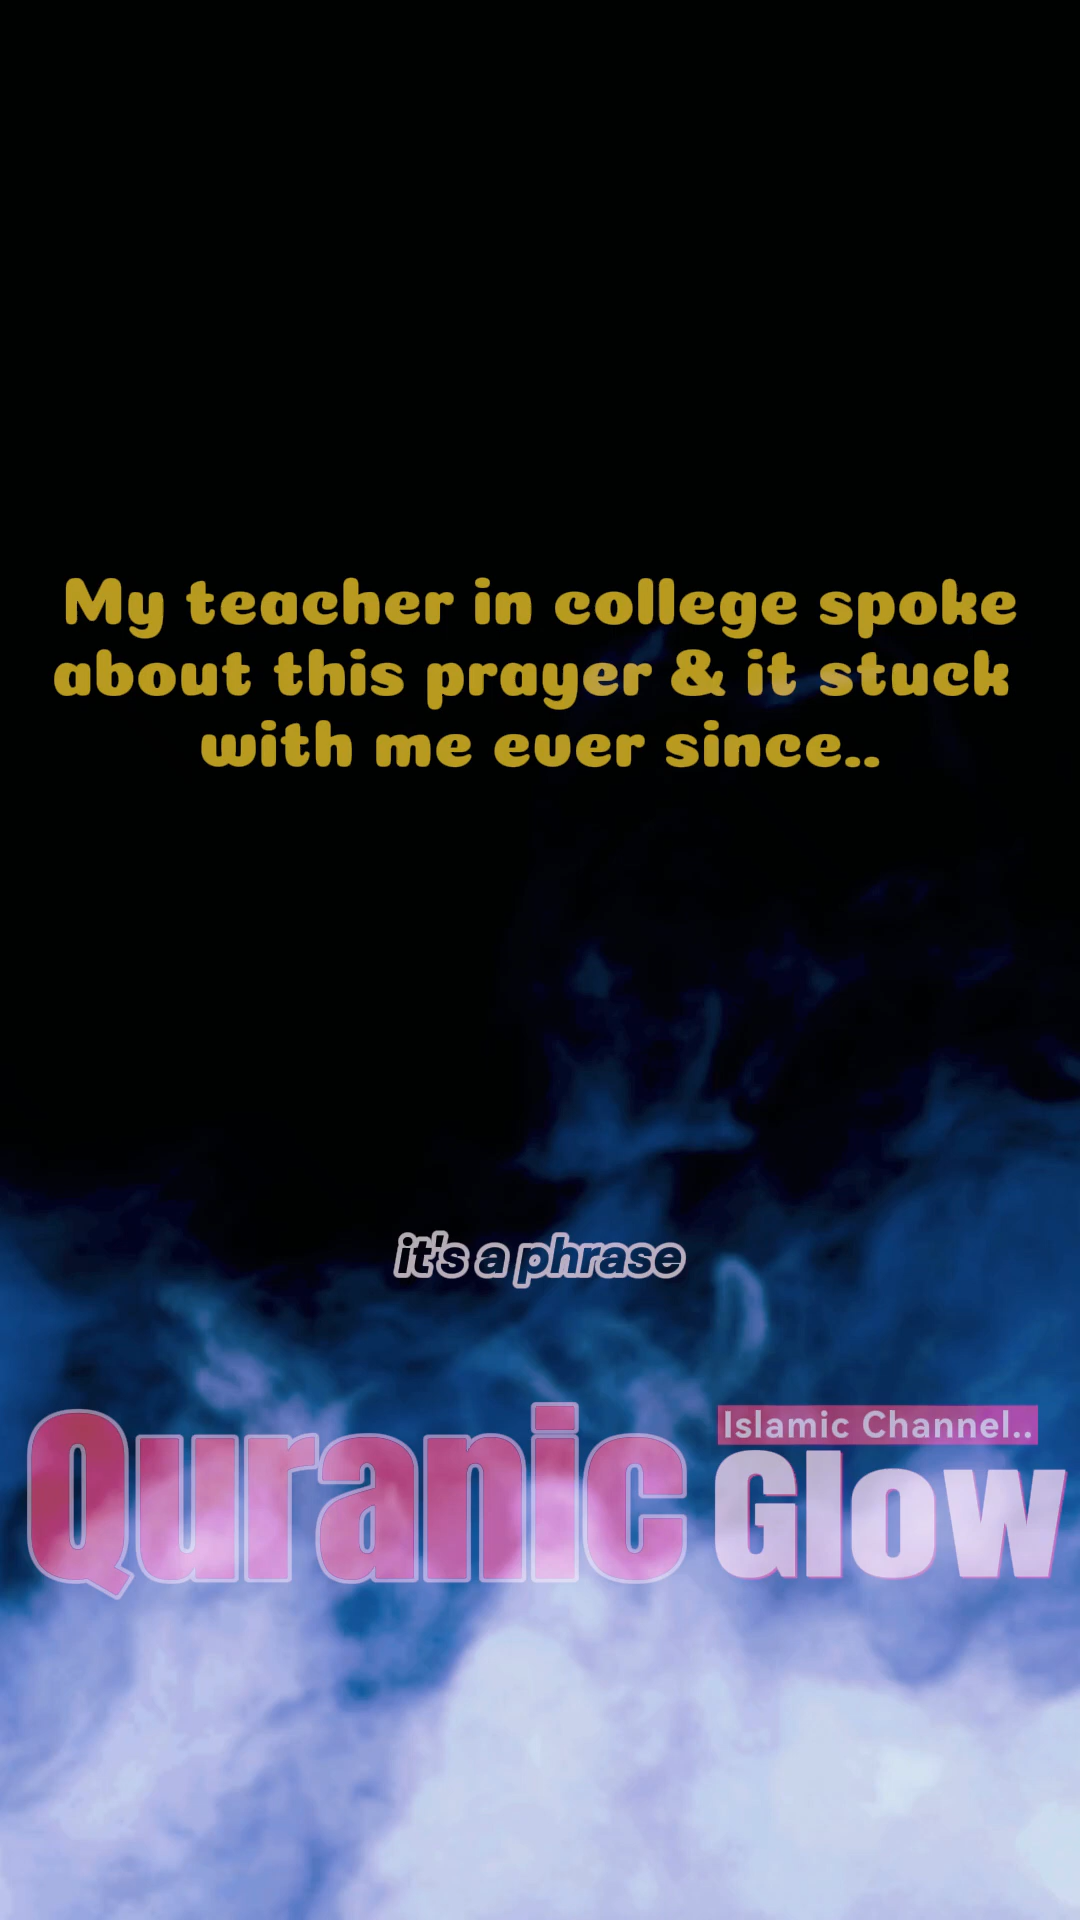 My teacher in college spoke
about this prayer & it stuck
with me ever since..
it's a phrase
Islamic Channel..
Quranic Glow